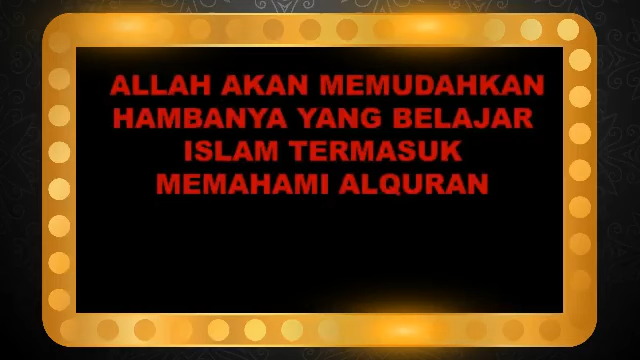 ALLAH AKAN MEMUDAHKAN
HAMBANYA YANG BELAJAR
ISLAM TERMASUK
MEMAHAMI ALQURAN